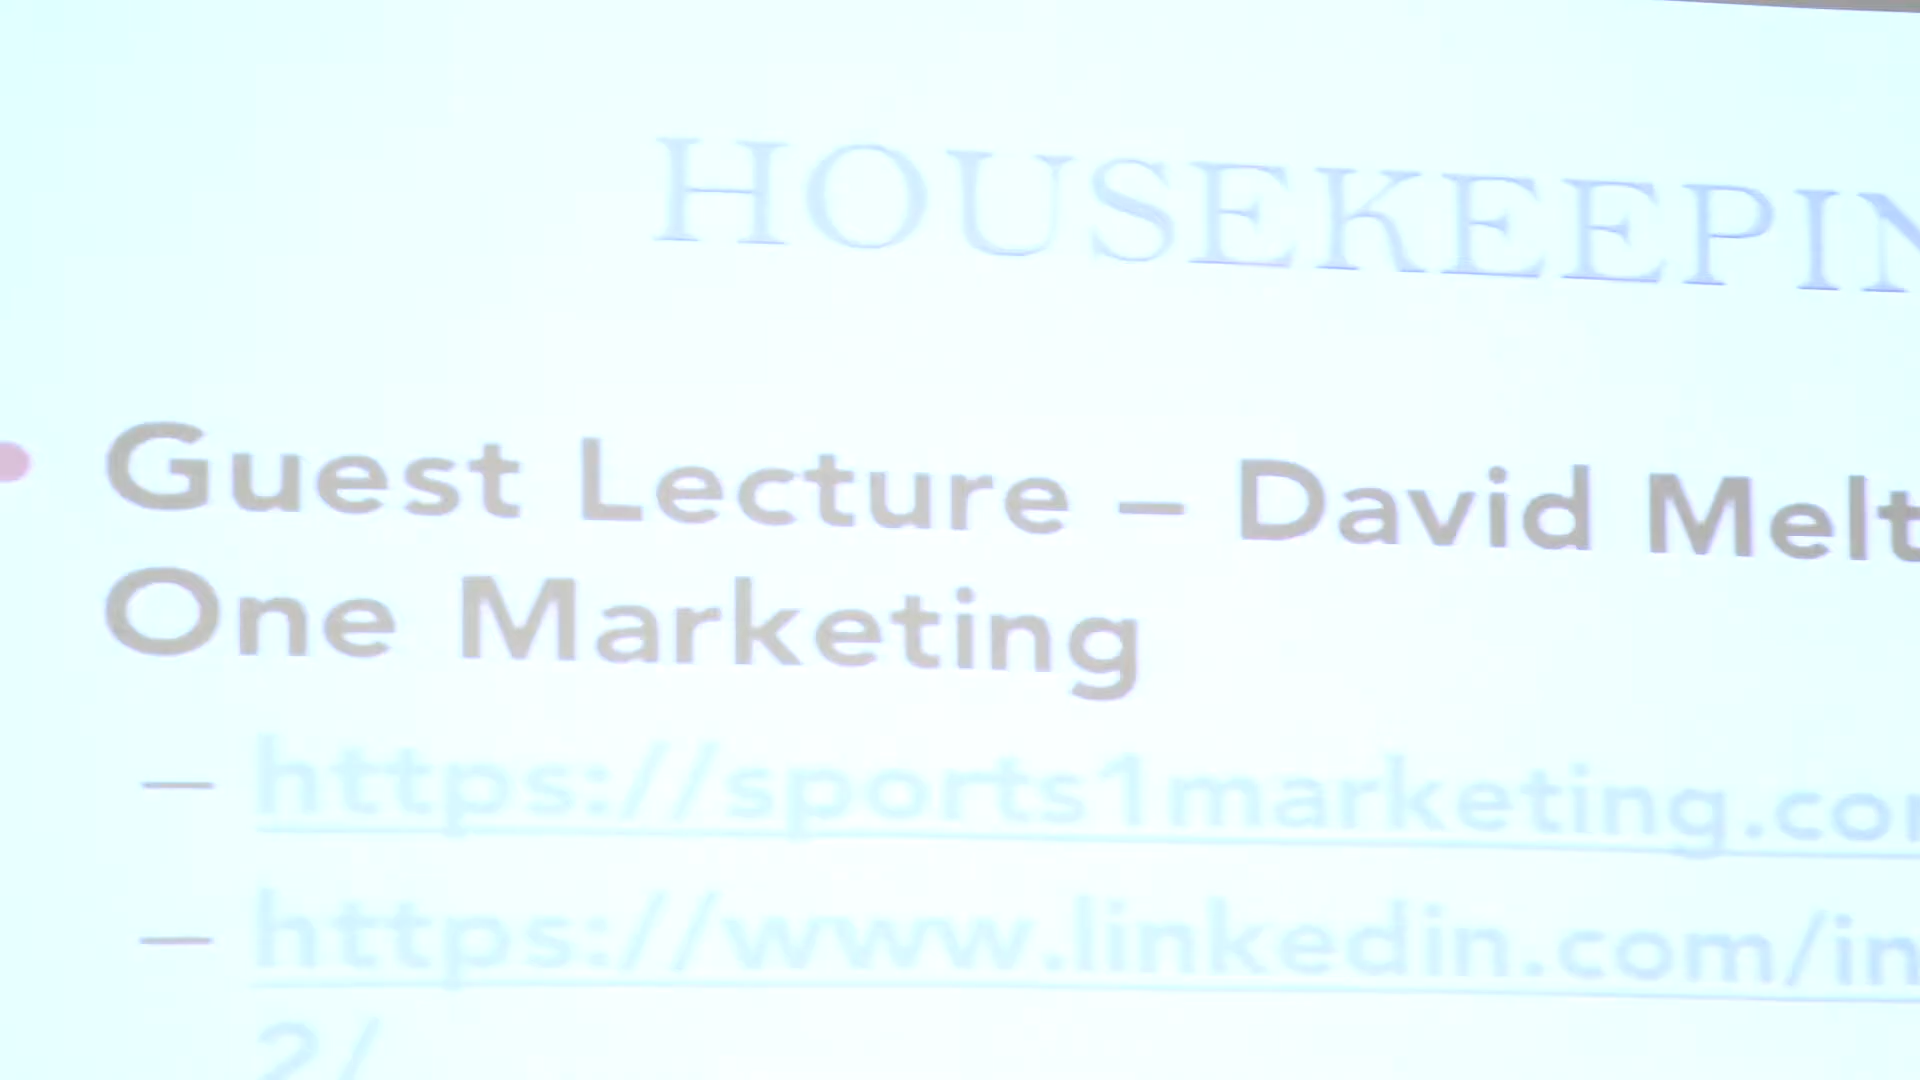 HOUSEKEEPIN
Guest Lecture – David Melt
One Marketing
– https://sports1marketing.co
– https://www.linkedin.com/in
2/